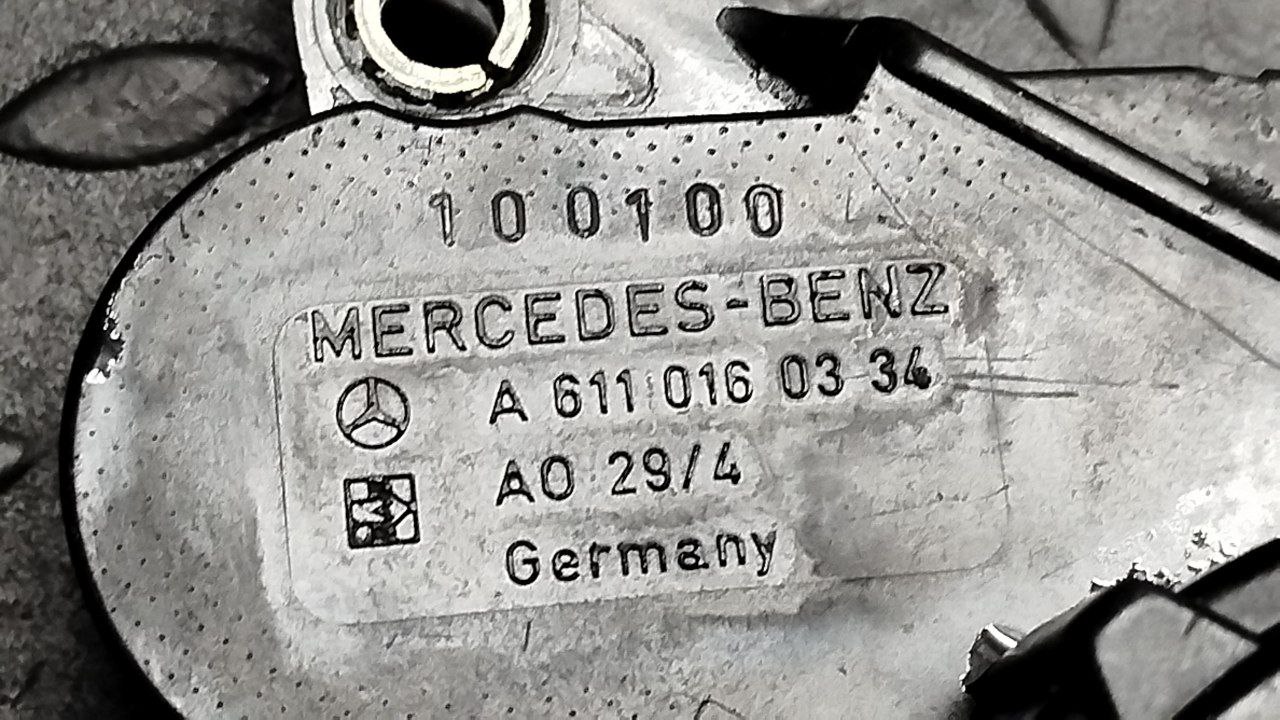 100100
MERCEDES-BENZ
A 611 016 03 34
AO 29/4
Germany